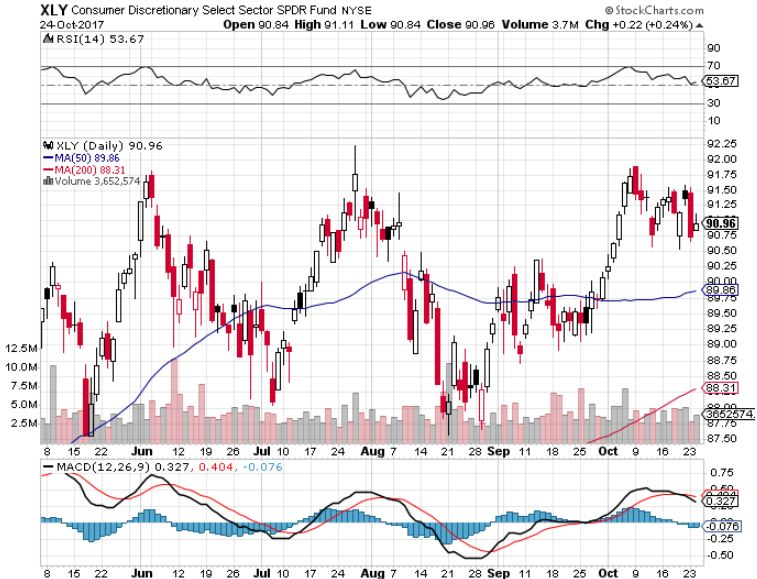 XLY Consumer Discretionary Select Sector SPDR Fund NYSE © StockCharts.com
24-Oct-2017 Open 90.84 High 91.11 Low 90.84 Close 90.96 Volume 3.7M Chg +0.22 (+0.24%)
RSI(14) 53.67
90
70
53.67
30
10
XLY (Daily) 90.96
MA(50) 89.86
MA(200) 88.31
Volume 3,652,574
92.25
92.00
91.75
91.50
91.25
90.96
90.75
90.50
90.25
90.00
89.86
89.75
89.50
89.25
89.00
88.75
88.50
88.31
88.00
3652574
87.75
87.50
12.5M
10.0M
7.5M
5.0M
2.5M
8 15 22 Jun 12 19 26 Jul 10 17 24 Aug 7 14 21 28 Sep 11 18 25 Oct 9 16 23
MACD(12,26,9) 0.327, 0.404, -0.076
0.75
0.50
0.404
0.327
0.25
0.00
-0.076
-0.25
-0.50
8 15 22 Jun 12 19 26 Jul 10 17 24 Aug 7 14 21 28 Sep 11 18 25 Oct 9 16 23